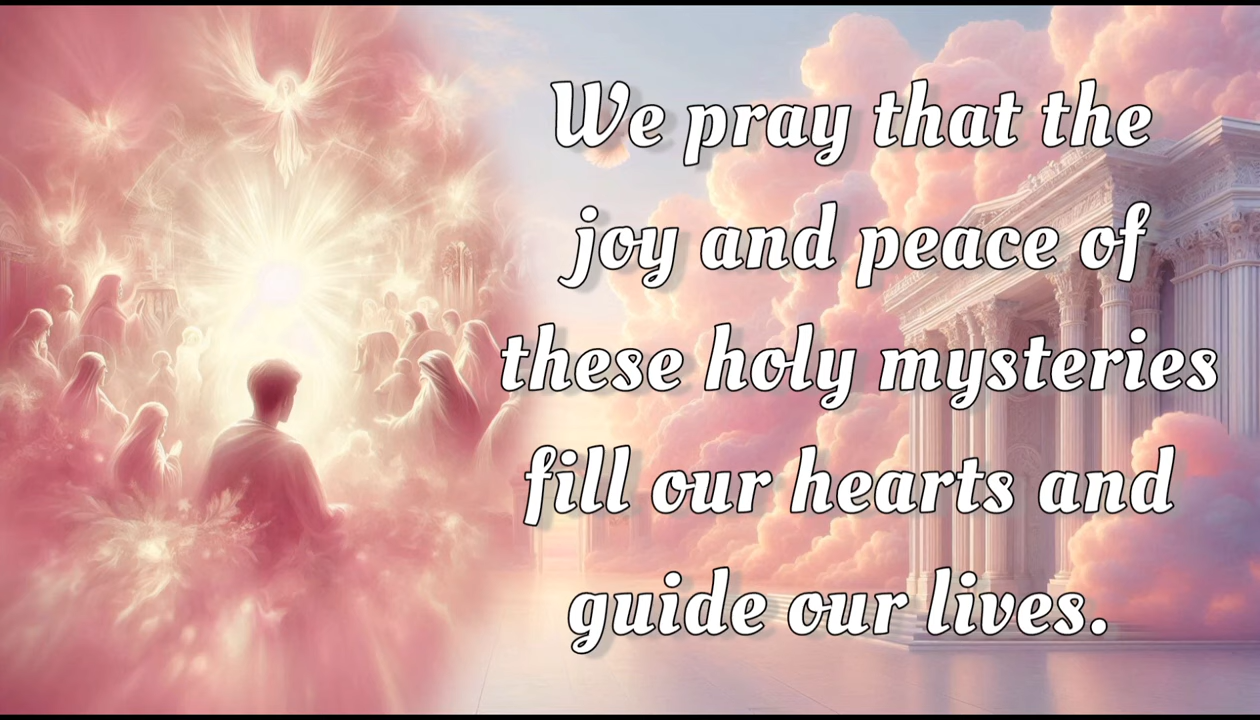 We pray that the
joy and peace of
these holy mysteries
fill our hearts and
guide our lives.